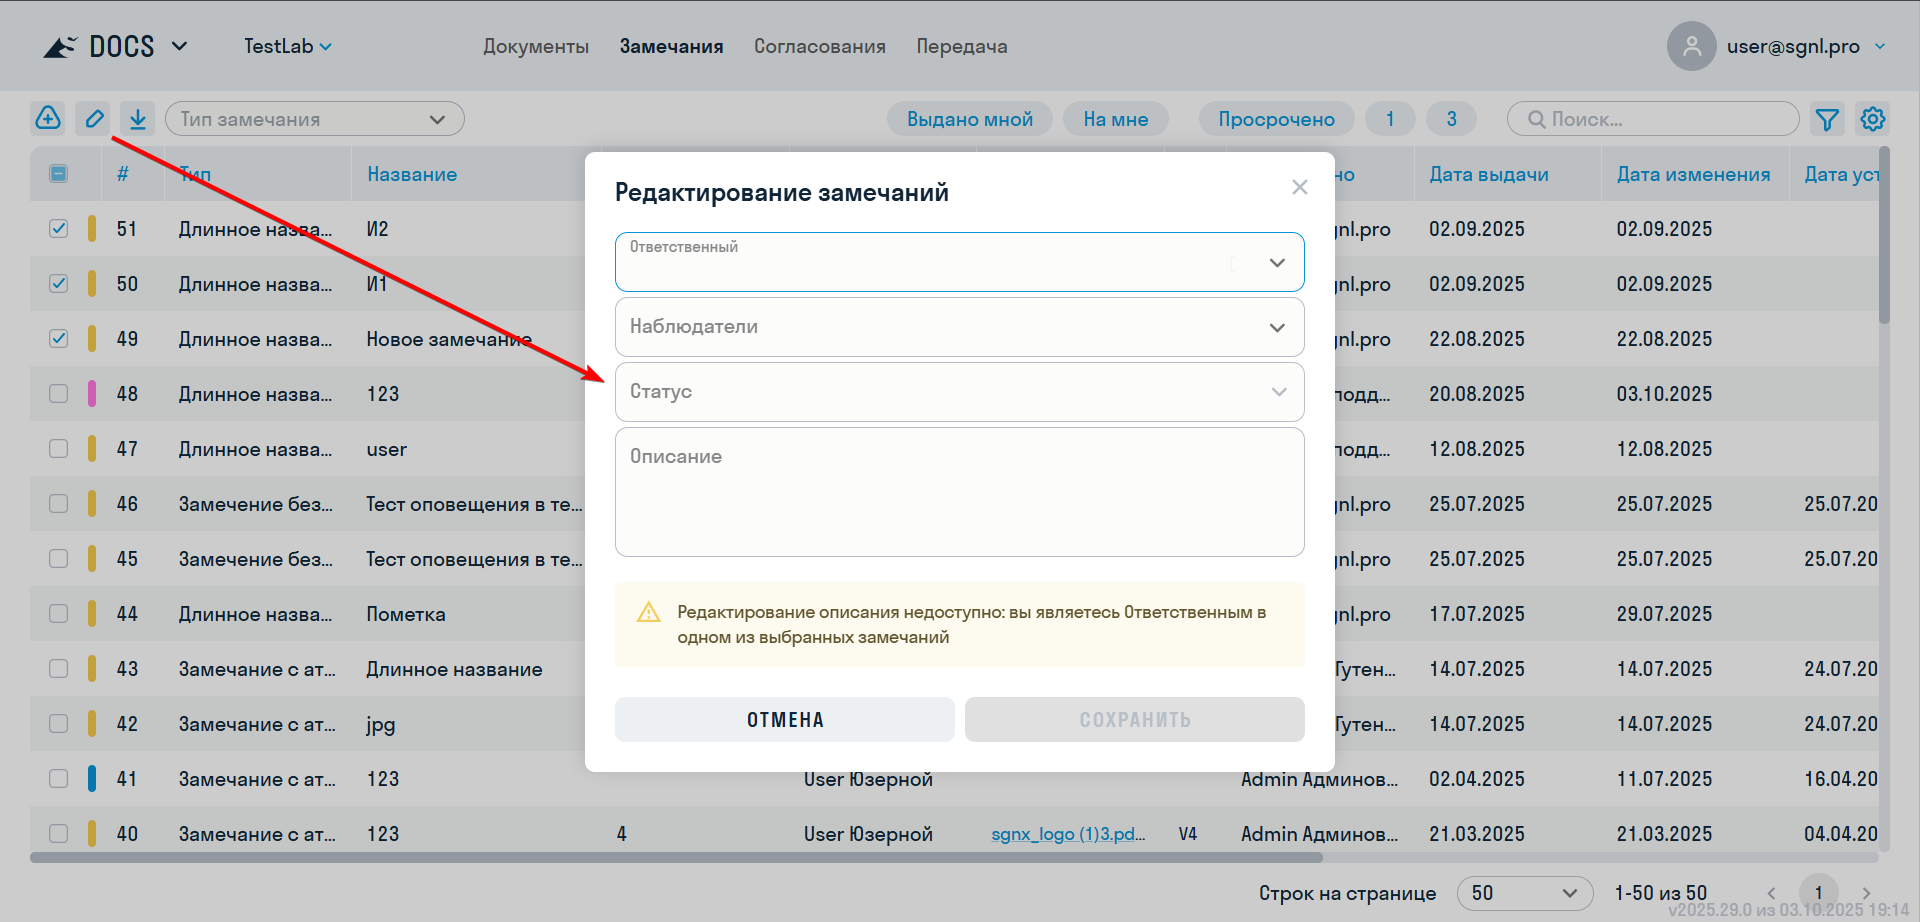 DOCS
TestLab
Документы Замечания Согласования Передача
user@sgnl.pro
Тип замечания
Выдано мной На мне Просрочено 1 3 Поиск...
# Тип Название но Дата выдачи Дата изменения Дата уст
Редактирование замечаний
Ответственный
Наблюдатели
Статус
Описание
Редактирование описания недоступно: вы являетесь Ответственным в
одном из выбранных замечаний
ОТМЕНА СОХРАНИТЬ
51 Длинное назва... И2 gnl.pro 02.09.2025 02.09.2025
50 Длинное назва... И1 gnl.pro 02.09.2025 02.09.2025
49 Длинное назва... Новое замечание gnl.pro 22.08.2025 22.08.2025
48 Длинное назва... 123 подд... 20.08.2025 03.10.2025
47 Длинное назва... user подд... 12.08.2025 12.08.2025
46 Замечение без... Тест оповещения в те... gnl.pro 25.07.2025 25.07.2025 25.07.20
45 Замечение без... Тест оповещения в те... gnl.pro 25.07.2025 25.07.2025 25.07.20
44 Длинное назва... Пометка gnl.pro 17.07.2025 29.07.2025
43 Замечание с ат... Длинное название Гутен... 14.07.2025 14.07.2025 24.07.20
42 Замечание с ат... jpg Гутен... 14.07.2025 14.07.2025 24.07.20
41 Замечание с ат... 123 User Юзерной Admin Админов... 02.04.2025 11.07.2025 16.04.20
40 Замечание с ат... 123 4 User Юзерной sgnx_logo (1)3.pd... V4 Admin Админов... 21.03.2025 21.03.2025 04.04.20
Строк на странице 50 1-50 из 50 1
v2025.29.0 из 03.10.2025 19:14